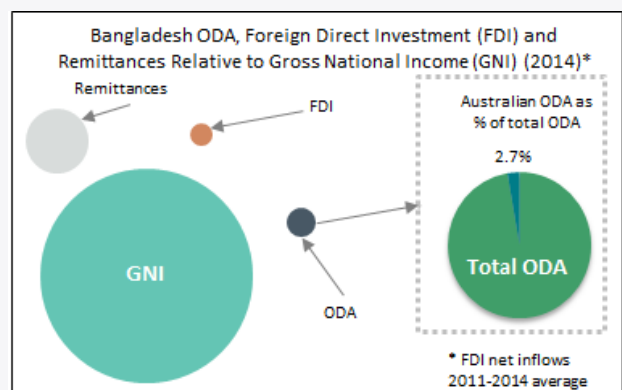 Bangladesh ODA, Foreign Direct Investment (FDI) and
Remittances Relative to Gross National Income (GNI) (2014)*
Remittances
FDI
Australian ODA as
% of total ODA
2.7%
GNI
Total ODA
ODA
* FDI net inflows
2011-2014 average